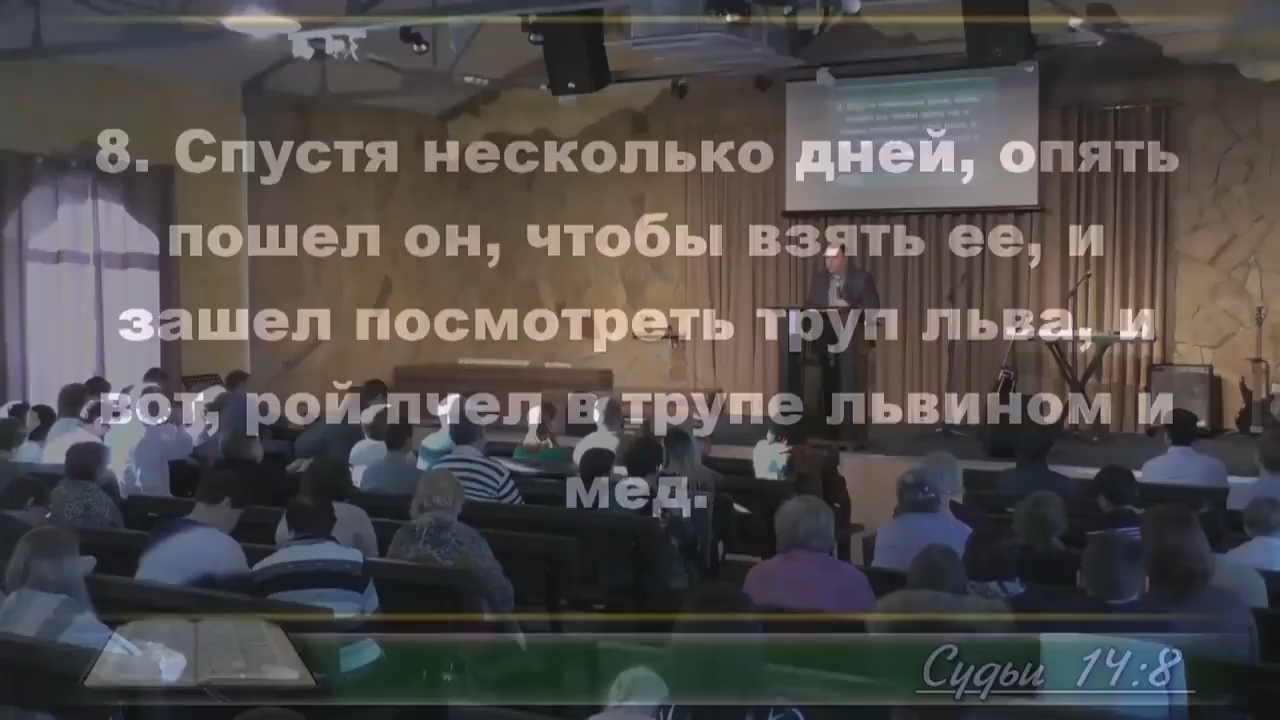 8. Спустя несколько дней, опять
пошел он, чтобы взять ее, и
зашел посмотреть труп льва, и
вот, рой пчел в трупе львином и
мед.
Судьи 14:8